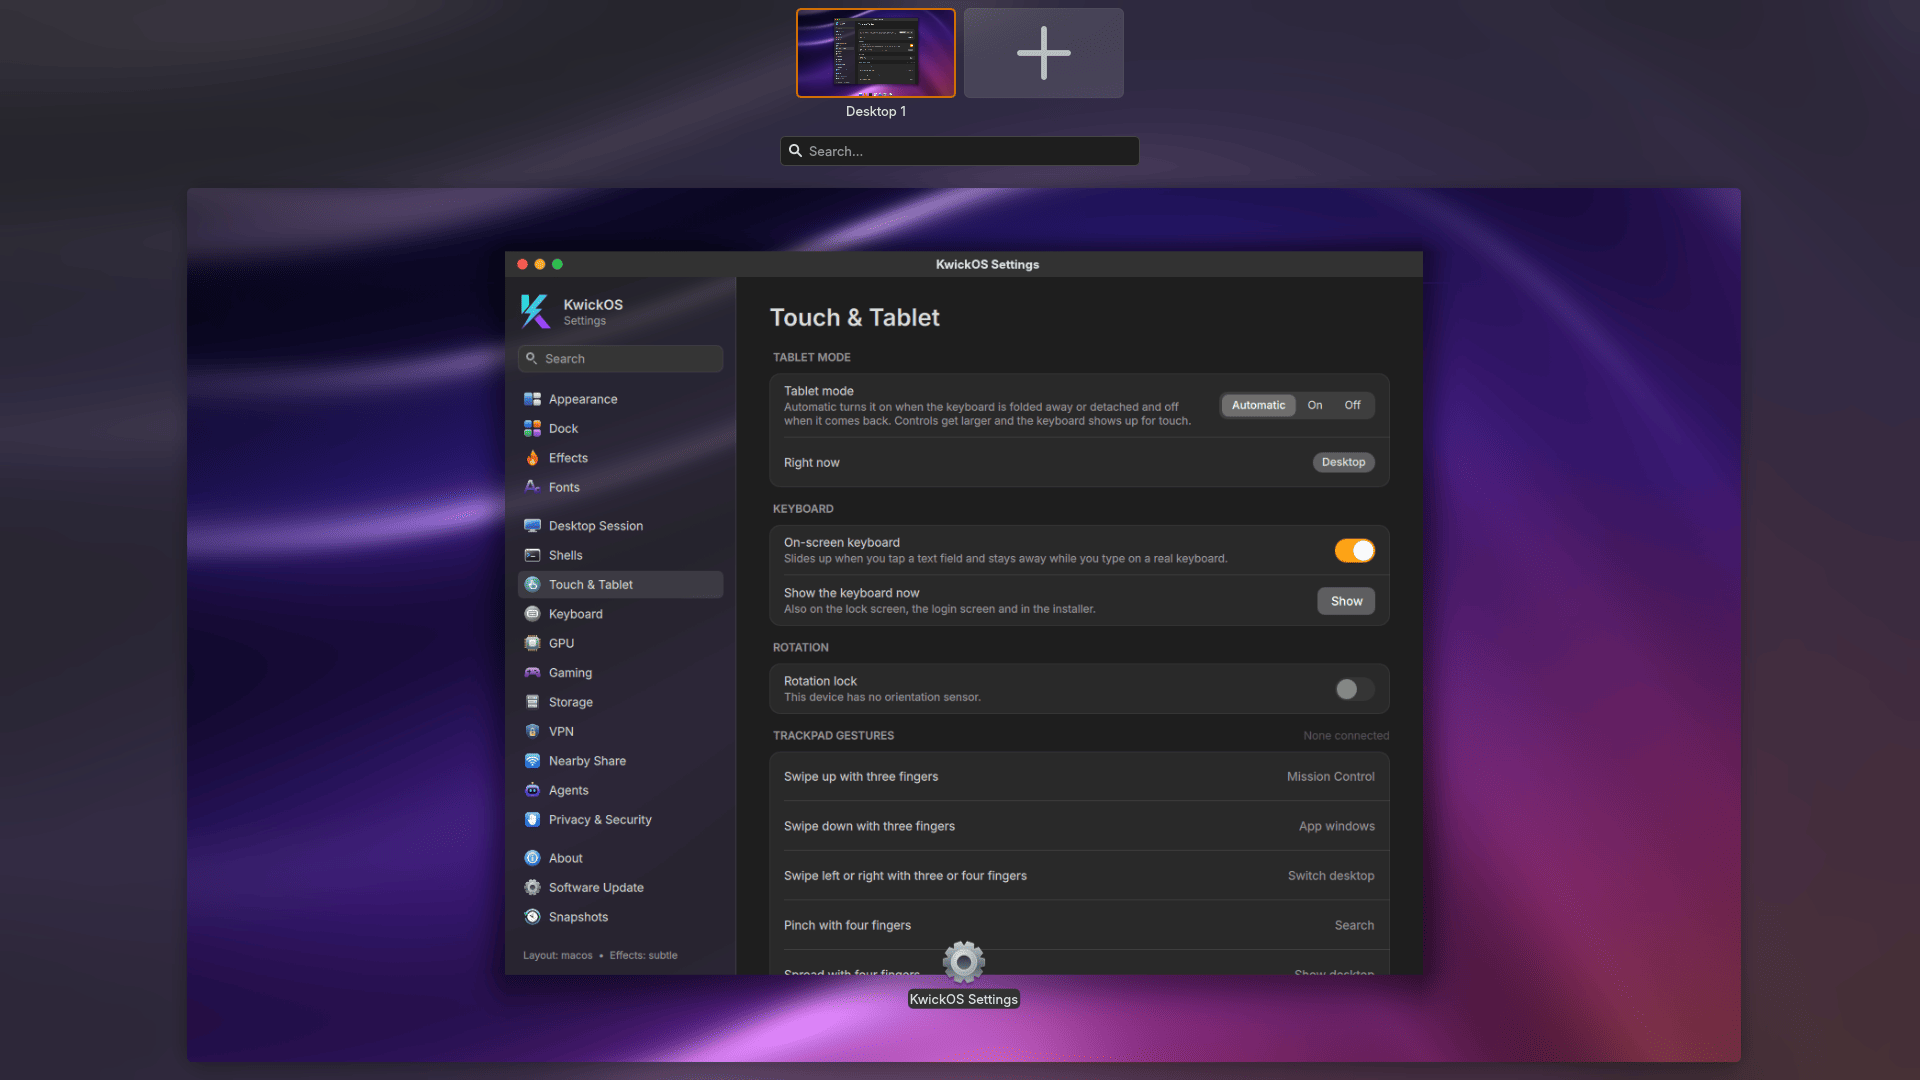 Desktop 1
Search...
KwickOS Settings
KwickOS
Settings
Search
Appearance
Dock
Effects
Fonts
Desktop Session
Shells
Touch & Tablet
Keyboard
GPU
Gaming
Storage
VPN
Nearby Share
Agents
Privacy & Security
About
Software Update
Snapshots
Layout: macos • Effects: subtle
Touch & Tablet
TABLET MODE
Tablet mode
Automatic turns it on when the keyboard is folded away or detached and off
when it comes back. Controls get larger and the keyboard shows up for touch.
Automatic On Off
Right now
Desktop
KEYBOARD
On-screen keyboard
Slides up when you tap a text field and stays away while you type on a real keyboard.
Show the keyboard now
Also on the lock screen, the login screen and in the installer.
Show
ROTATION
Rotation lock
This device has no orientation sensor.
TRACKPAD GESTURES
None connected
Swipe up with three fingers
Mission Control
Swipe down with three fingers
App windows
Swipe left or right with three or four fingers
Switch desktop
Pinch with four fingers
Search
Spread with four fingers
Show desktop
KwickOS Settings